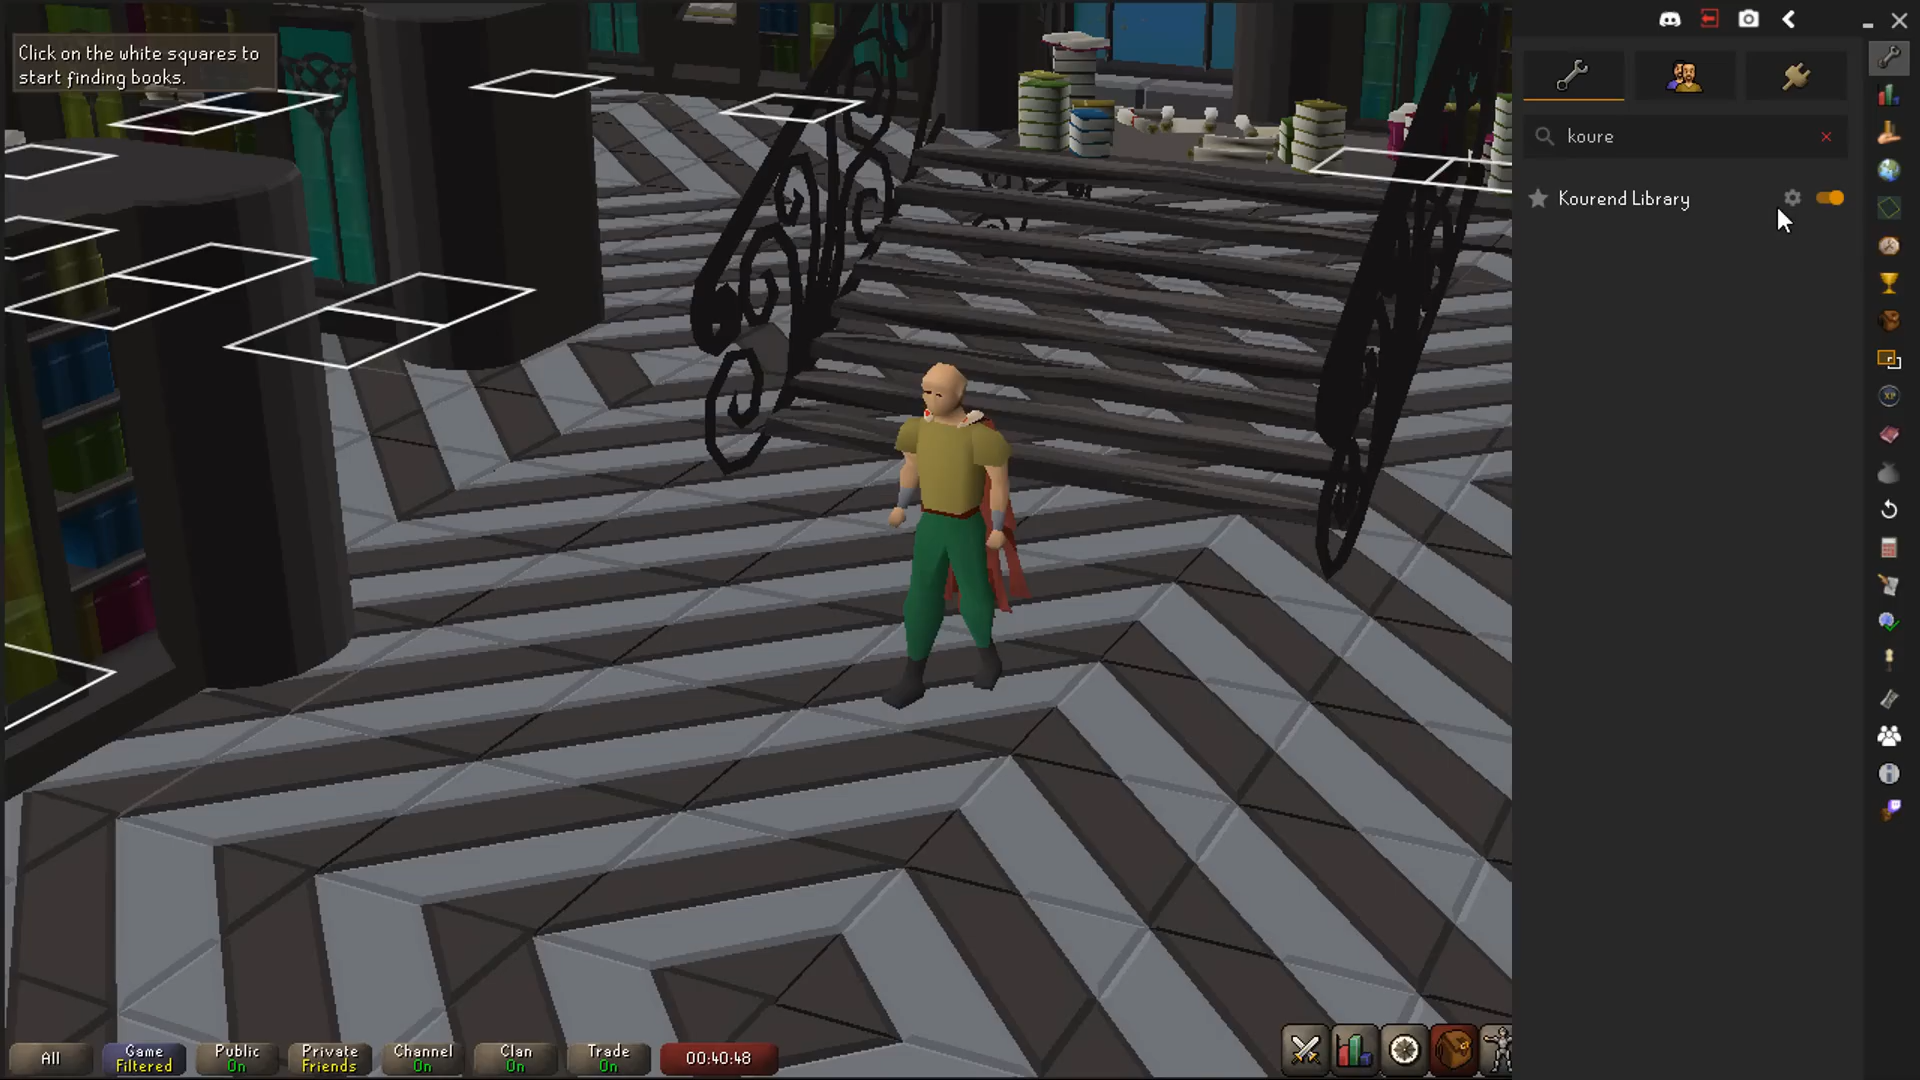 Click on the white squares to
start finding books.
koure
Kourend Library
XP
All
Game
Filtered
Public
On
Private
Friends
Channel
On
Clan
On
Trade
On
00:40:48